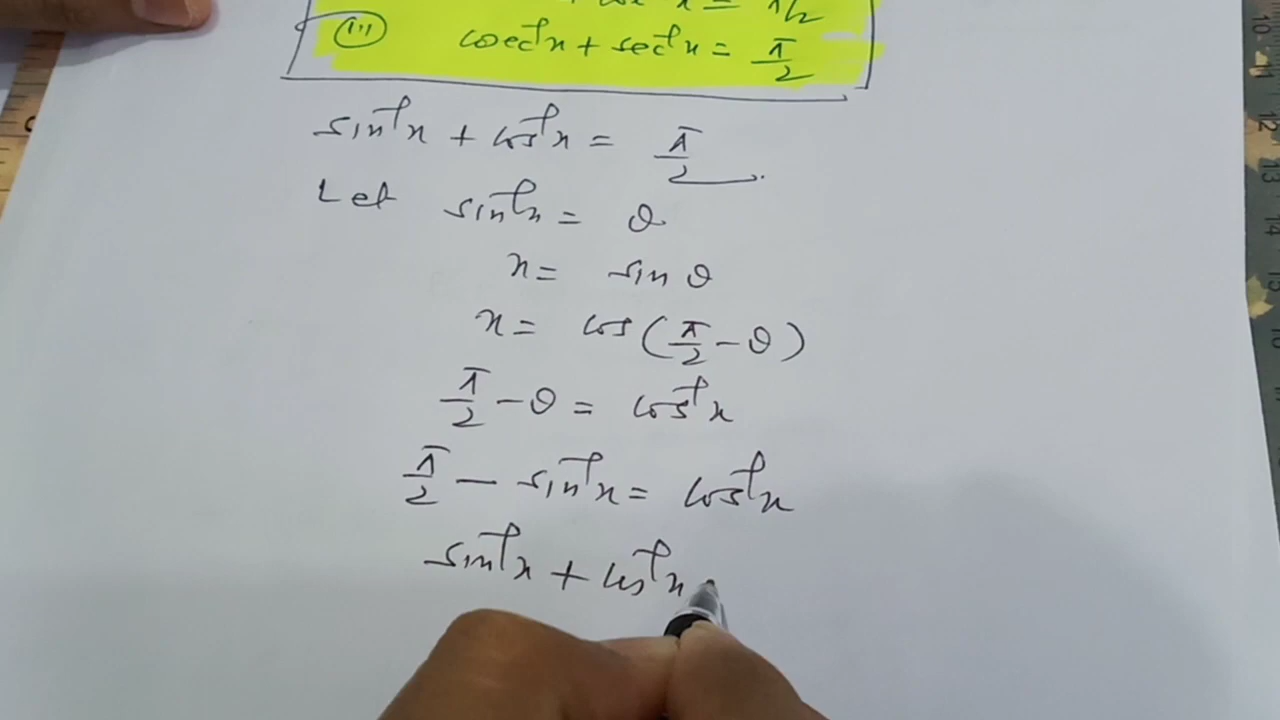 (iii) cosec⁻¹x + sec⁻¹x = π/2
sin⁻¹x + cos⁻¹x = π/2
Let sin⁻¹x = θ
x = sin θ
x = cos(π/2 − θ)
π/2 − θ = cos⁻¹x
π/2 − sin⁻¹x = cos⁻¹x
sin⁻¹x + cos⁻¹x